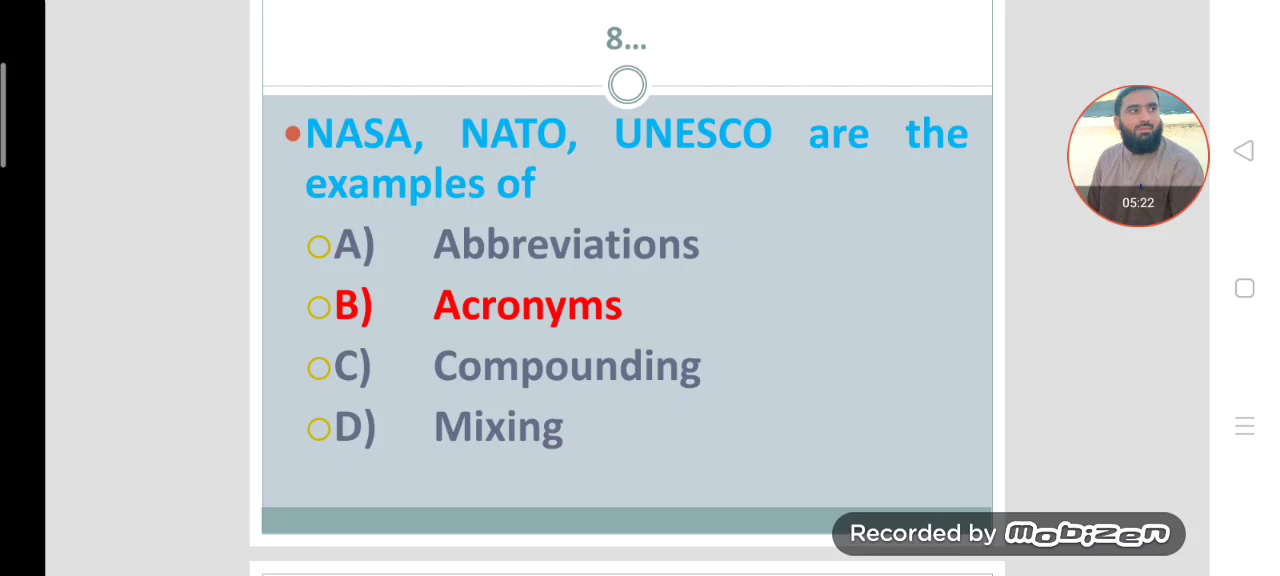 8...
•NASA, NATO, UNESCO are the
examples of
A) Abbreviations
B) Acronyms
C) Compounding
D) Mixing
05:22
Recorded by mobizen